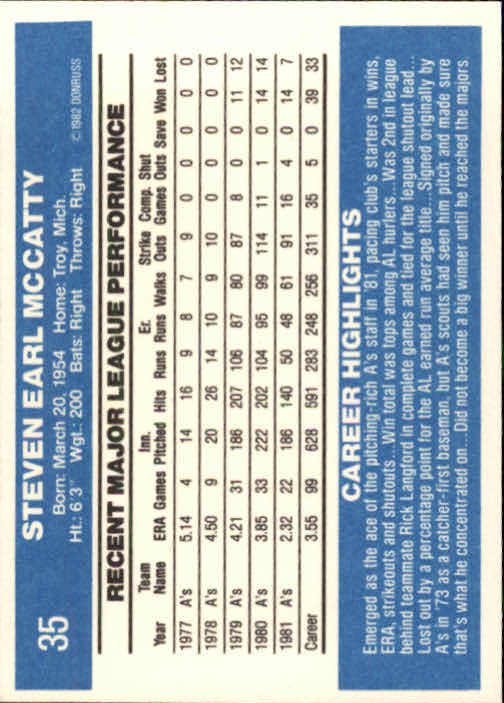 35
STEVEN EARL MCCATTY
Born: March 20, 1954 Home: Troy, Mich.
Ht.: 6'3" Wgt.: 200 Bats: Right Throws: Right ©1982 DONRUSS
RECENT MAJOR LEAGUE PERFORMANCE
Team Inn. Er. Strike Comp. Shut
Year Name ERA Games Pitched Hits Runs Runs Walks Outs Games Outs Save Won Lost
1977 A's 5.14 4 14 16 9 8 7 9 0 0 0 0 0
1978 A's 4.50 9 20 26 14 10 9 10 0 0 0 0 0
1979 A's 4.21 31 186 207 106 87 80 87 8 0 0 11 12
1980 A's 3.85 33 222 202 104 95 99 114 11 1 0 14 14
1981 A's 2.32 22 186 140 50 48 61 91 16 4 0 14 7
Career 3.55 99 628 591 283 248 256 311 35 5 0 39 33
CAREER HIGHLIGHTS
Emerged as the ace of the pitching-rich A's staff in '81, pacing club's starters in wins,
ERA, strikeouts and shutouts...Win total was tops among AL hurlers...Was 2nd in league
behind teammate Rick Langford in complete games and tied for the league shutout lead...
Lost out by a percentage point for the AL earned run average title...Signed originally by
A's in '73 as a catcher-first baseman, but A's scouts had seen him pitch and made sure
that's what he concentrated on...Did not become a big winner until he reached the majors.